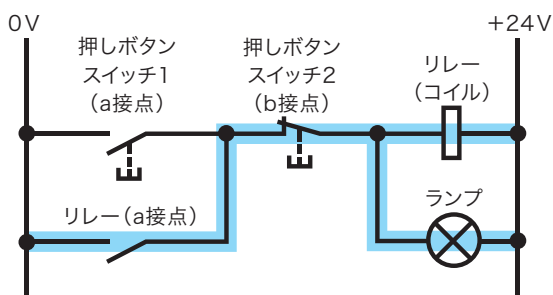 0V
+24V
押しボタン
スイッチ1
（a接点）
押しボタン
スイッチ2
（b接点）
リレー
（コイル）
リレー（a接点）
ランプ